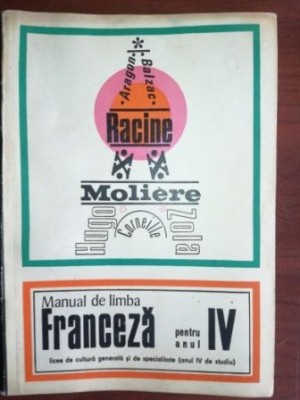 Aragon Balzac
Racine
Molière
Hugo Corneille Zola
Manual de limba
Franceză pentru anul IV
licee de cultură generală și de specialitate (anul IV de studiu)